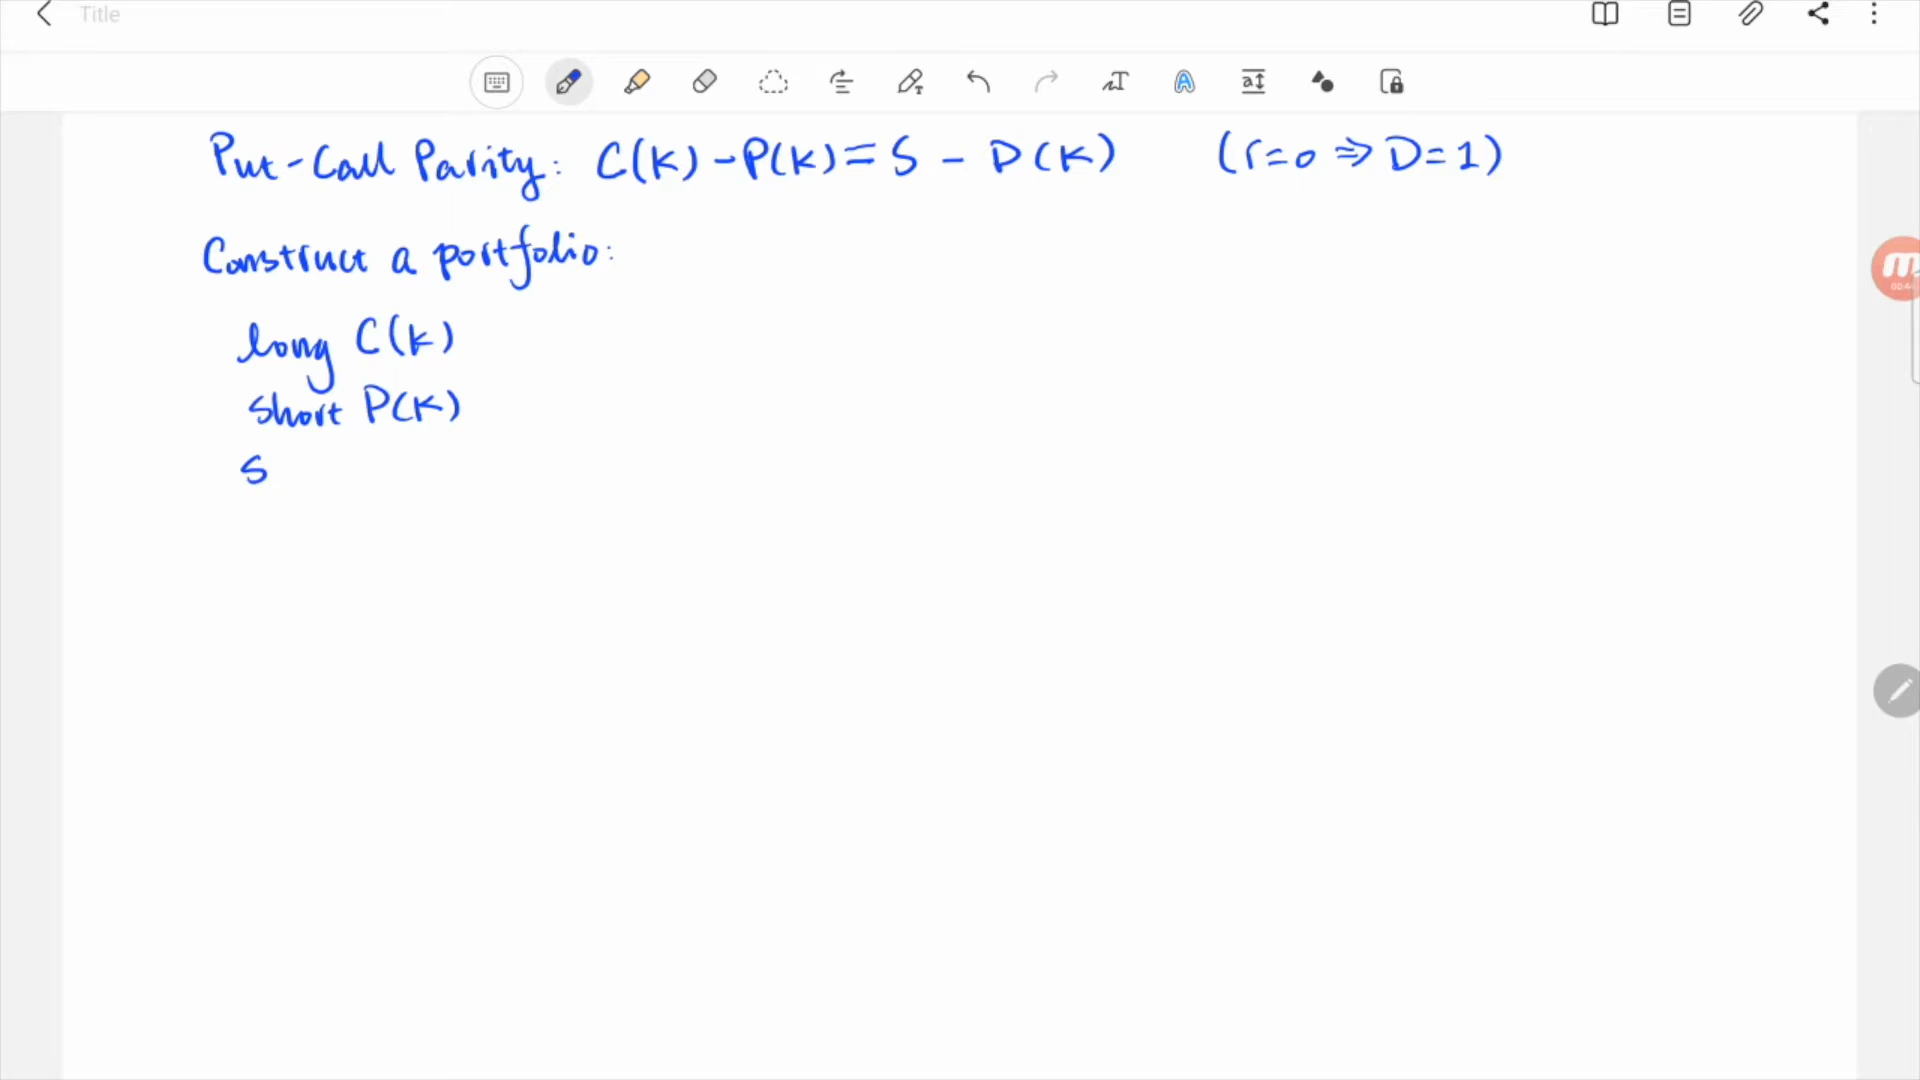 Title
Put-Call Parity: C(K) - P(K) = S - D(K) (r=0 ⇒ D=1)
Construct a portfolio:
long C(K)
short P(K)
S